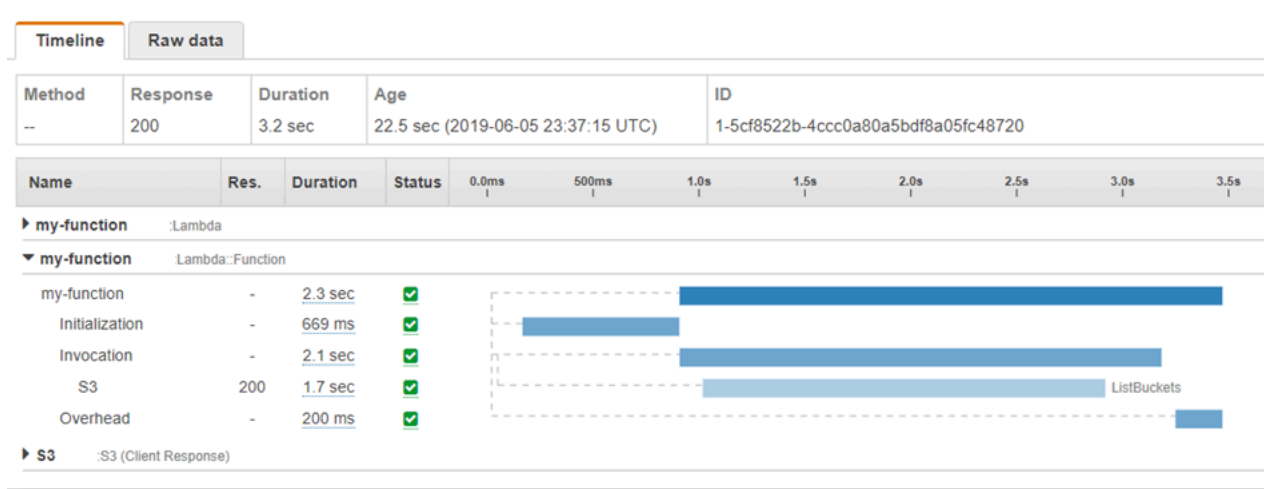 Timeline Raw data
Method Response Duration Age ID
-- 200 3.2 sec 22.5 sec (2019-06-05 23:37:15 UTC) 1-5cf8522b-4ccc0a80a5bdf8a05fc48720
Name Res. Duration Status 0.0ms 500ms 1.0s 1.5s 2.0s 2.5s 3.0s 3.5s
my-function :Lambda
my-function :Lambda::Function
my-function - 2.3 sec
Initialization - 669 ms
Invocation - 2.1 sec
S3 200 1.7 sec ListBuckets
Overhead - 200 ms
S3 :S3 (Client Response)